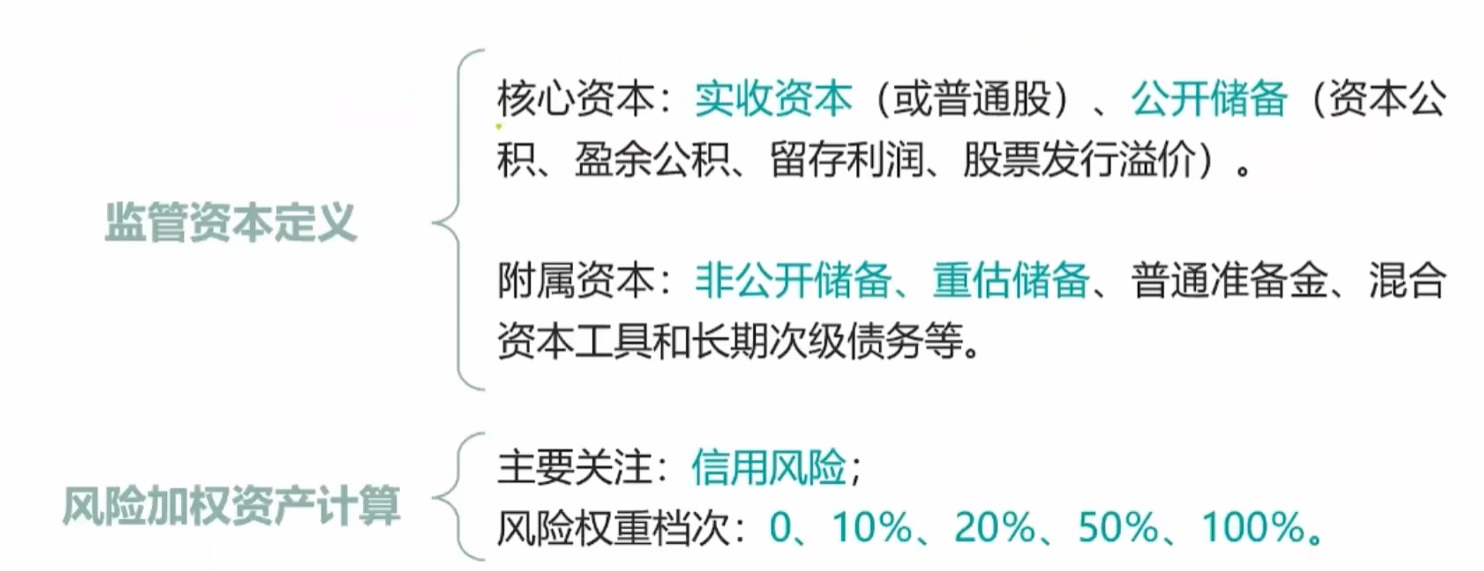 监管资本定义
核心资本：实收资本（或普通股）、公开储备（资本公
积、盈余公积、留存利润、股票发行溢价）。
附属资本：非公开储备、重估储备、普通准备金、混合
资本工具和长期次级债务等。
风险加权资产计算
主要关注：信用风险；
风险权重档次：0、10%、20%、50%、100%。